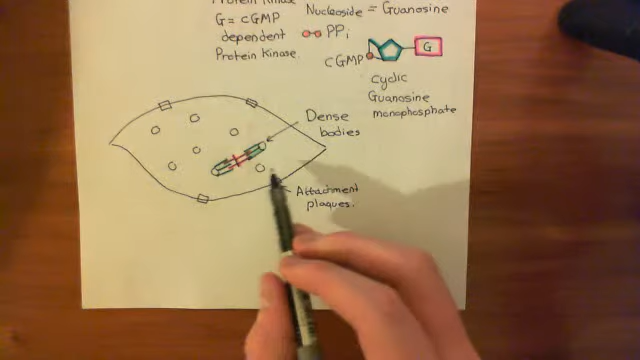 Protein Kinase
G = cGMP
dependent
Protein Kinase.
Nucleoside = Guanosine
PPi
cGMP
G
cyclic
Guanosine
monophosphate
Dense
bodies
Attachment
plaques.